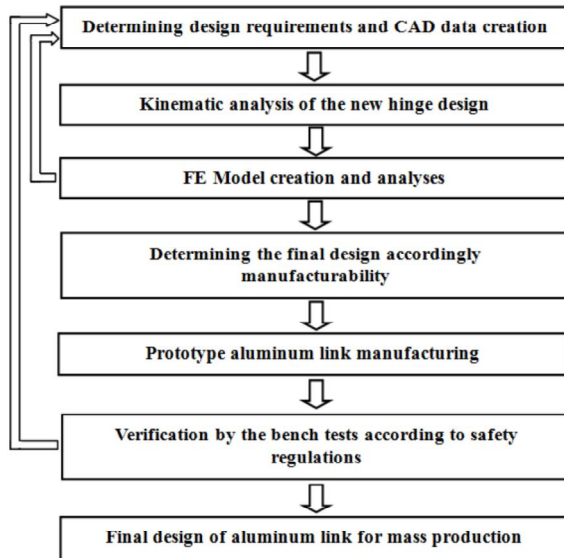 Determining design requirements and CAD data creation
Kinematic analysis of the new hinge design
FE Model creation and analyses
Determining the final design accordingly
manufacturability
Prototype aluminum link manufacturing
Verification by the bench tests according to safety
regulations
Final design of aluminum link for mass production